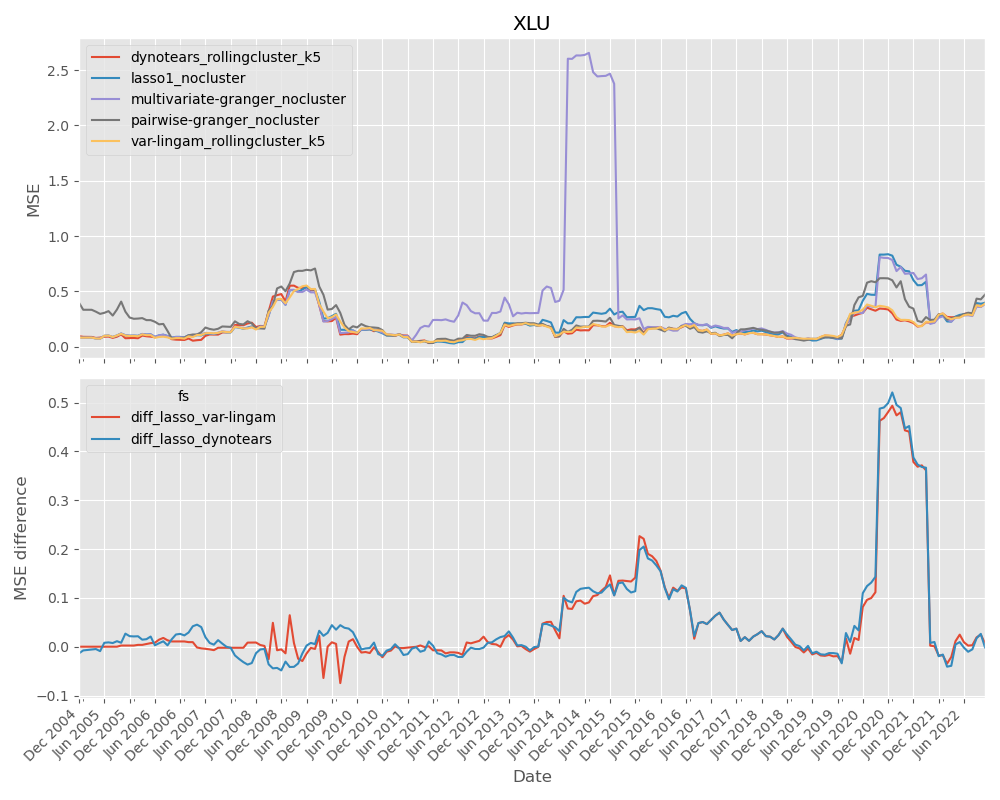 XLU
dynotears_rollingcluster_k5
lasso1_nocluster
multivariate-granger_nocluster
pairwise-granger_nocluster
var-lingam_rollingcluster_k5
2.5
2.0
1.5
1.0
0.5
0.0
MSE
fs
diff_lasso_var-lingam
diff_lasso_dynotears
0.5
0.4
0.3
0.2
0.1
0.0
−0.1
MSE difference
Dec 2004
Jun 2005
Dec 2005
Jun 2006
Dec 2006
Jun 2007
Dec 2007
Jun 2008
Dec 2008
Jun 2009
Dec 2009
Jun 2010
Dec 2010
Jun 2011
Dec 2011
Jun 2012
Dec 2012
Jun 2013
Dec 2013
Jun 2014
Dec 2014
Jun 2015
Dec 2015
Jun 2016
Dec 2016
Jun 2017
Dec 2017
Jun 2018
Dec 2018
Jun 2019
Dec 2019
Jun 2020
Dec 2020
Jun 2021
Dec 2021
Jun 2022
Date